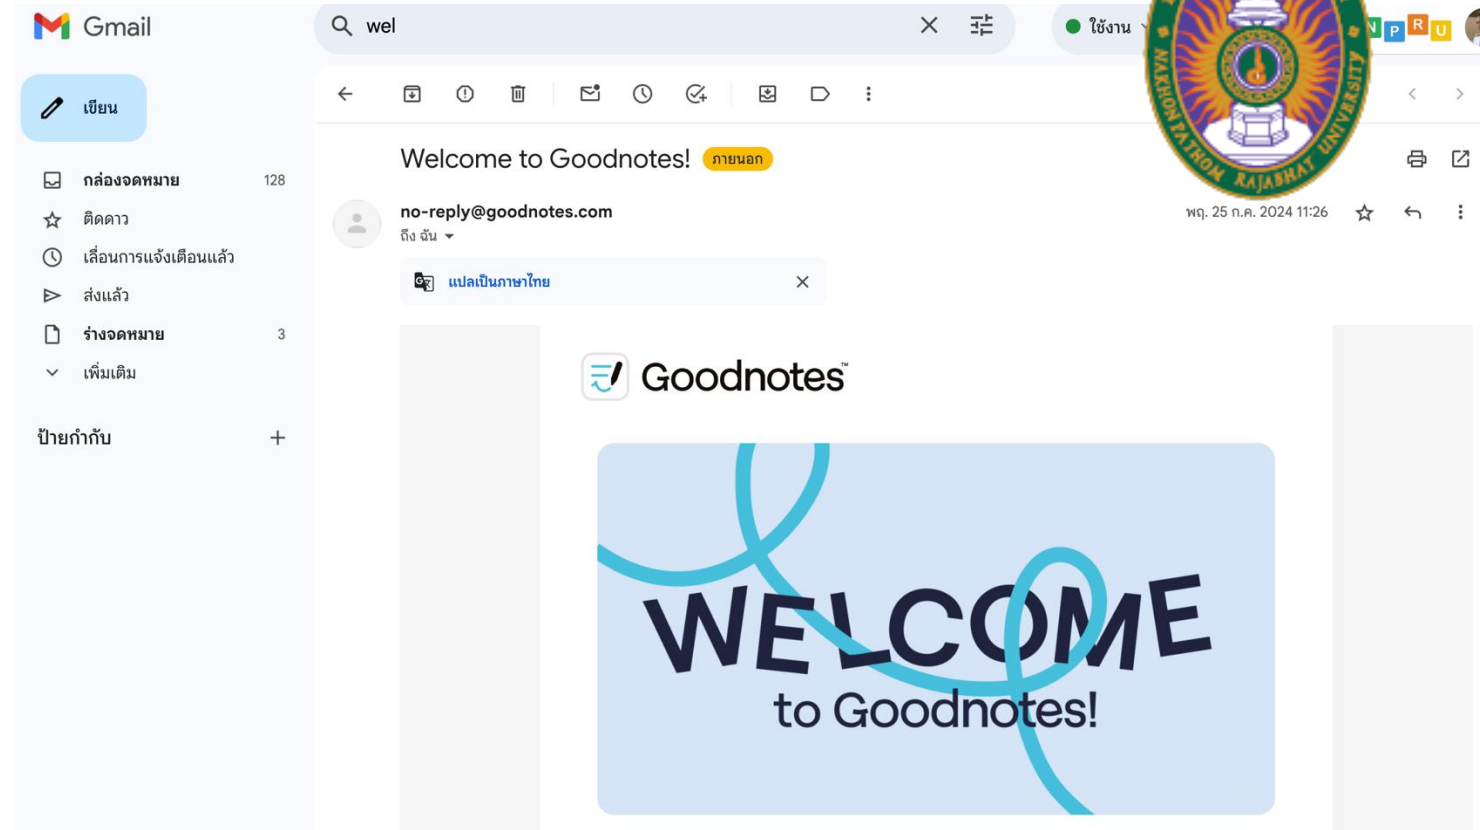 Gmail
wel
ใช้งาน
N P R U
เขียน
กล่องจดหมาย 128
ติดดาว
เลื่อนการแจ้งเตือนแล้ว
ส่งแล้ว
ร่างจดหมาย 3
เพิ่มเติม
ป้ายกำกับ
Welcome to Goodnotes! ภายนอก
no-reply@goodnotes.com
พฤ. 25 ก.ค. 2024 11:26
ถึง ฉัน
แปลเป็นภาษาไทย
Goodnotes™
WELCOME
to Goodnotes!
NAKHON PATHOM RAJABHAT UNIVERSITY